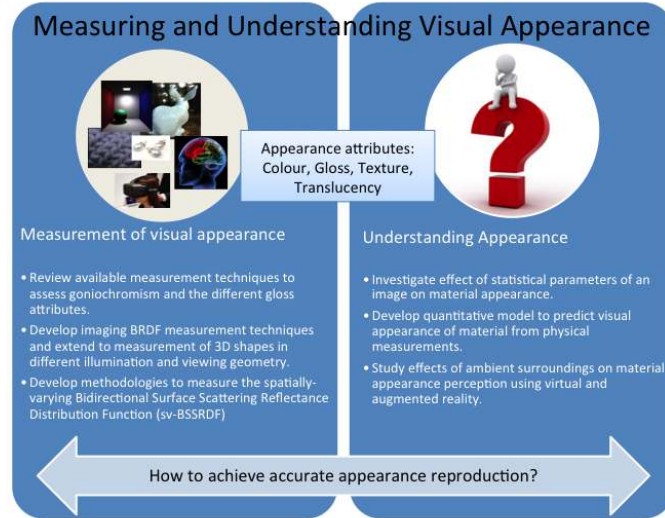 Measuring and Understanding Visual Appearance
Appearance attributes:
Colour, Gloss, Texture,
Translucency
Measurement of visual appearance
• Review available measurement techniques to
assess goniochromism and the different gloss
attributes.
• Develop imaging BRDF measurement techniques
and extend to measurement of 3D shapes in
different illumination and viewing geometry.
• Develop methodologies to measure the spatially-
varying Bidirectional Surface Scattering Reflectance
Distribution Function (sv-BSSRDF)
Understanding Appearance
• Investigate effect of statistical parameters of an
image on material appearance.
• Develop quantitative model to predict visual
appearance of material from physical
measurements.
• Study effects of ambient surroundings on material
appearance perception using virtual and
augmented reality.
How to achieve accurate appearance reproduction?